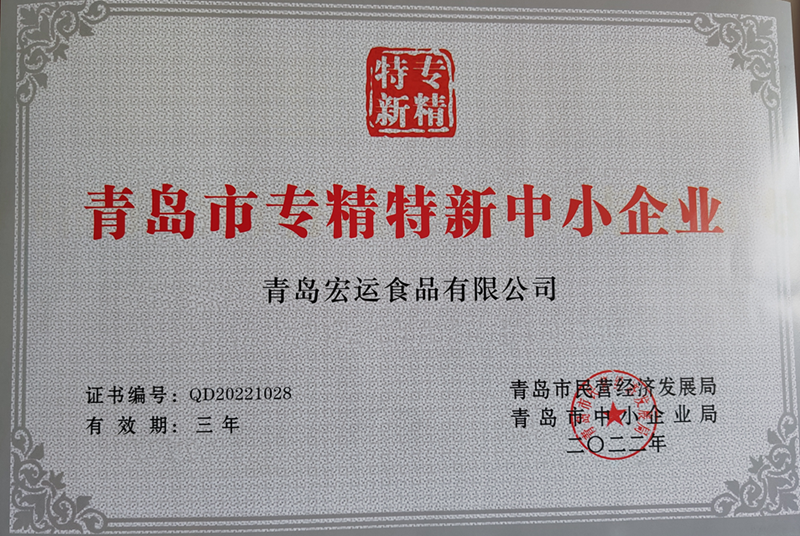 专精
特新
青岛市专精特新中小企业
青岛宏运食品有限公司
证书编号：QD20221028
有效期：三年
青岛市民营经济发展局
青岛市中小企业局
二〇二二年